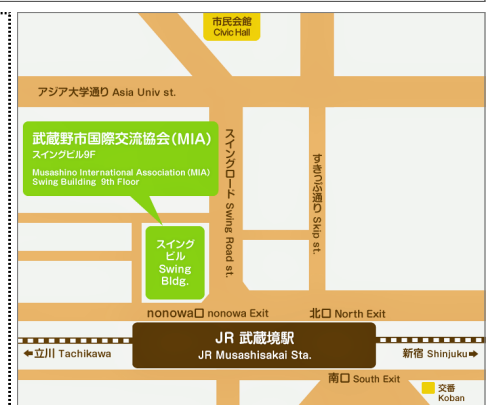 市民会館
Civic Hall
アジア大学通り Asia Univ st.
武蔵野市国際交流協会(MIA)
スイングビル9F
Musashino International Association (MIA)
Swing Building 9th Floor
スイングロード Swing Road st.
すきっぷ通り Skip st.
スイング
ビル
Swing
Bldg.
nonowa口 nonowa Exit
北口 North Exit
JR 武蔵境駅
JR Musashisakai Sta.
←立川 Tachikawa
新宿 Shinjuku→
南口 South Exit
交番
Koban